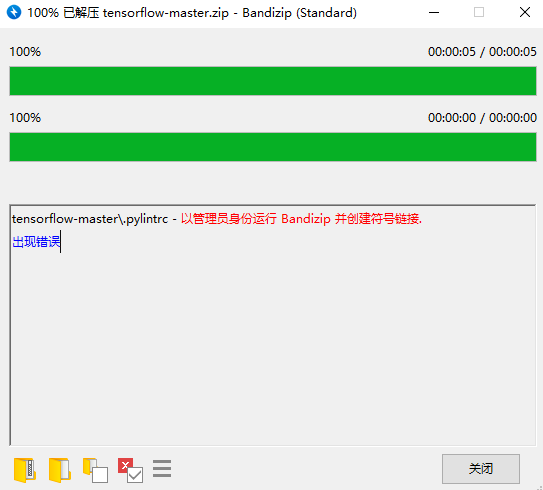 100% 已解压 tensorflow-master.zip - Bandizip (Standard)
100% 00:00:05 / 00:00:05
100% 00:00:00 / 00:00:00
tensorflow-master\.pylintrc - 以管理员身份运行 Bandizip 并创建符号链接.
出现错误
关闭